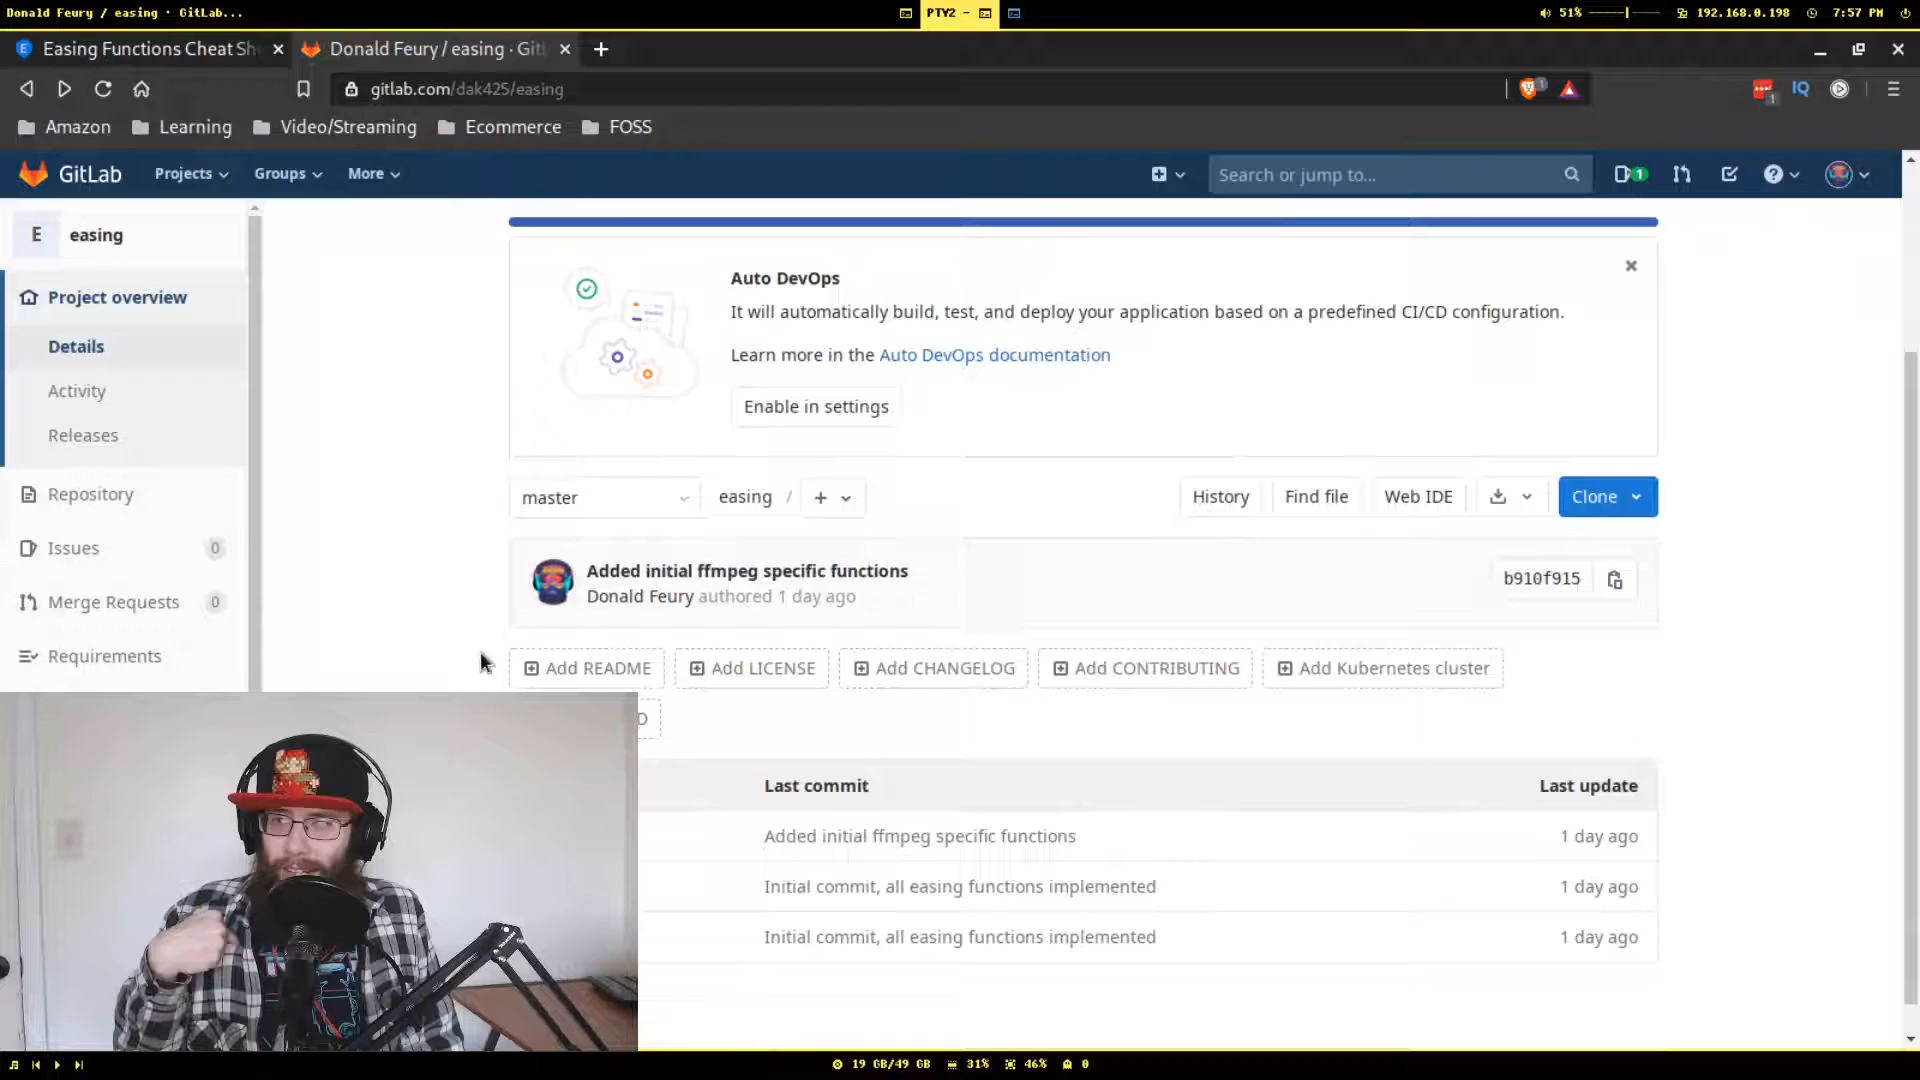 Donald Feury / easing · GitLab...
PTY2 -
51%
192.168.0.198
7:57 PM
Easing Functions Cheat Sh
Donald Feury / easing · Gitl
gitlab.com/dak425/easing
1
1
IQ
Amazon
Learning
Video/Streaming
Ecommerce
FOSS
GitLab
Projects
Groups
More
Search or jump to...
1
E
easing
Project overview
Details
Activity
Releases
Repository
Issues 0
Merge Requests 0
Requirements
Auto DevOps
It will automatically build, test, and deploy your application based on a predefined CI/CD configuration.
Learn more in the Auto DevOps documentation
Enable in settings
master
easing /
History
Find file
Web IDE
Clone
Added initial ffmpeg specific functions
Donald Feury authored 1 day ago
b910f915
Add README
Add LICENSE
Add CHANGELOG
Add CONTRIBUTING
Add Kubernetes cluster
Last commit
Last update
Added initial ffmpeg specific functions
1 day ago
Initial commit, all easing functions implemented
1 day ago
Initial commit, all easing functions implemented
1 day ago
19 GB/49 GB
31%
46%
0